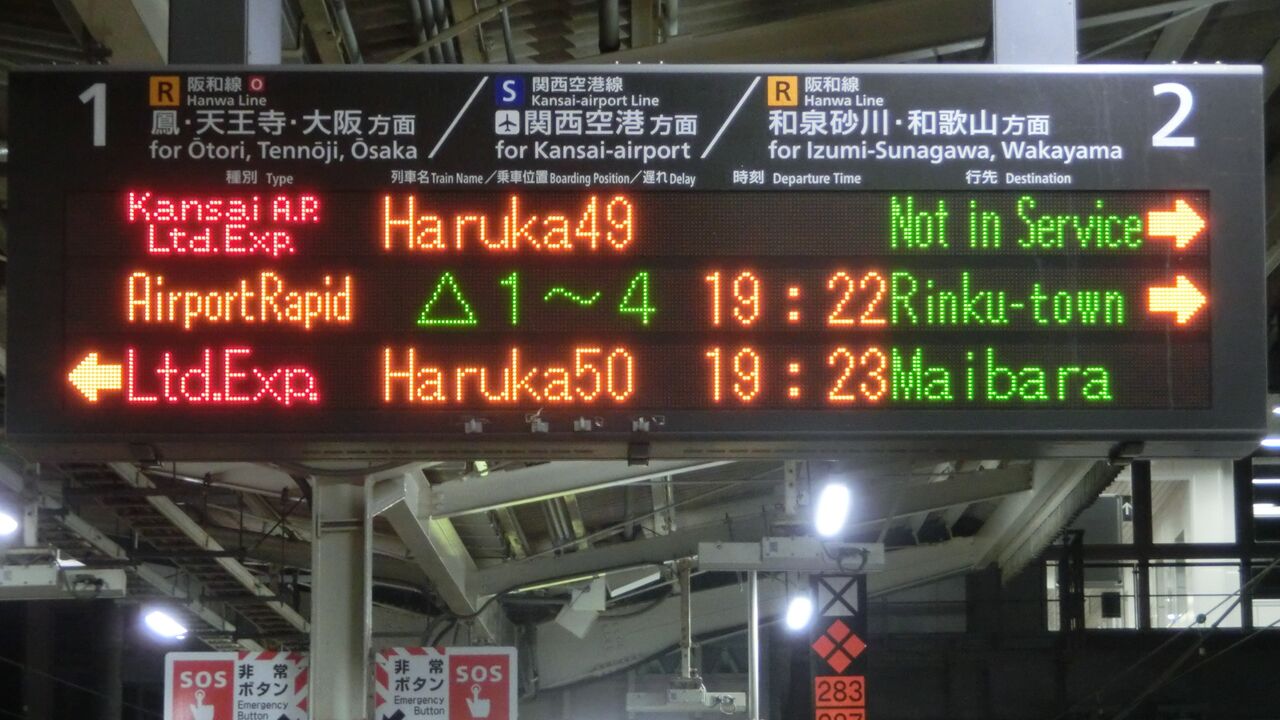 1
R 阪和線 O
Hanwa Line
鳳・天王寺・大阪方面
for Ōtori, Tennōji, Ōsaka
S 関西空港線
Kansai-airport Line
関西空港方面
for Kansai-airport
R 阪和線
Hanwa Line
和泉砂川・和歌山方面
for Izumi-Sunagawa, Wakayama
2
種別 Type 列車名 Train Name/乗車位置 Boarding Position/遅れ Delay 時刻 Departure Time 行先 Destination
Kansai A.P.
Ltd.Exp. Haruka49 Not in Service →
AirportRapid △1～4 19:22 Rinku-town →
← Ltd.Exp. Haruka50 19:23 Maibara
SOS
非常
ボタン
Emergency
Button
非常
ボタン
Emergency
Button
SOS
283